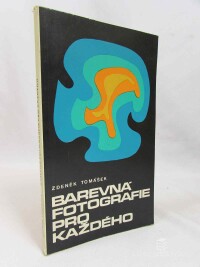 ZDENĚK TOMÁŠEK
BAREVNÁ
FOTOGRAFIE
PRO
KAŽDÉHO